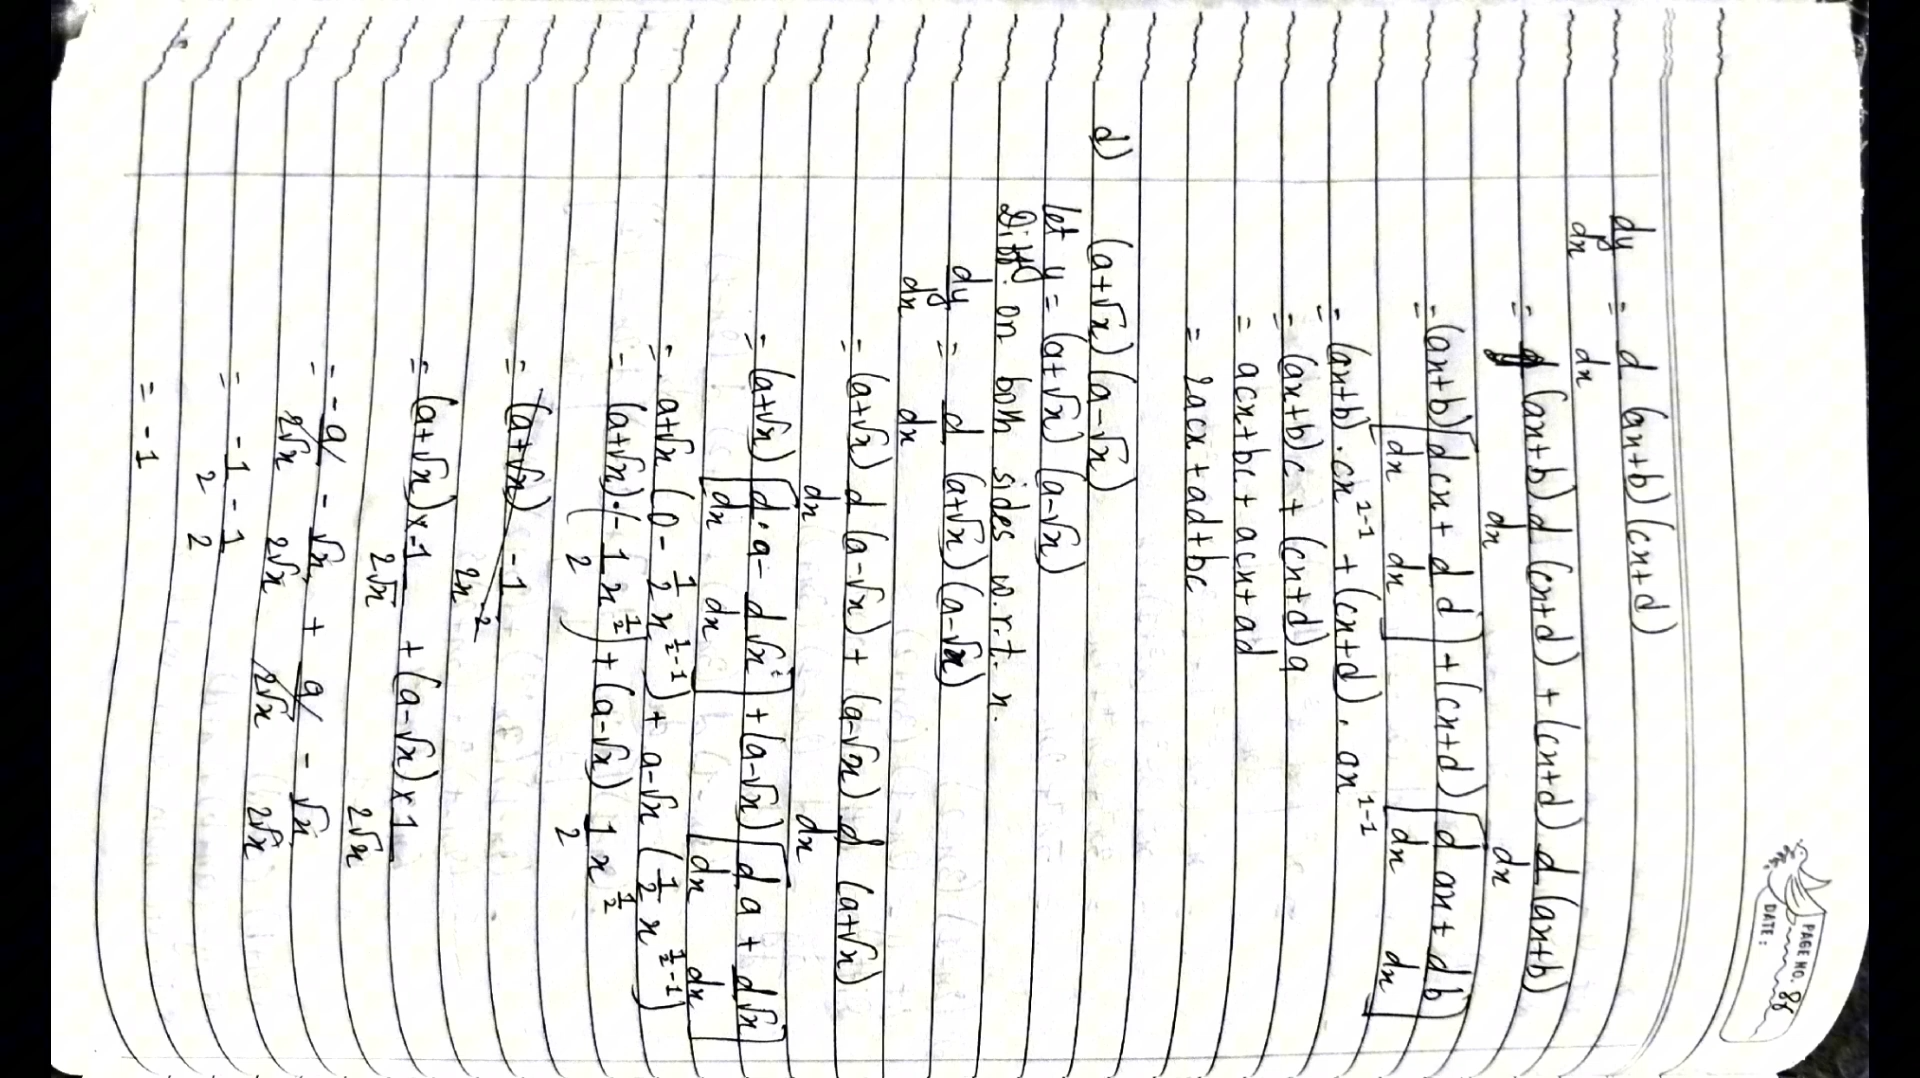 PAGE NO. 86
DATE:
dy/dx = d/dx (ax+b)(cx+d)
= (ax+b).d/dx (cx+d) + (cx+d) d/dx (ax+b)
= (ax+b)[d/dx cx + d/dx d] + (cx+d)[d/dx ax + d/dx b]
= (ax+b).cx^1-1 + (cx+d). ax^1-1
= (ax+b)c + (cx+d)a
= acx+bc + acx+ad
= 2acx+ad+bc
d) (a+√x)(a-√x)
let y = (a+√x)(a-√x)
Diff. on both sides w.r.t. x.
dy/dx = d/dx (a+√x)(a-√x)
= (a+√x) d/dx (a-√x) + (a-√x) d/dx (a+√x)
= (a+√x)[d/dx.a - d/dx √x] + (a-√x)[d/dx a + d/dx √x]
= a+√x (0 - 1/2 x^1/2-1) + a-√x (1/2 x^1/2-1)
= (a+√x).(-1/2 x^1/2) + (a-√x) 1/2 x^1/2
= (a+√x) -1/2x^-2
= (a+√x) x -1/2√x + (a-√x) x 1/2√x
= -a/2√x - √x/2√x + a/2√x - √x/2√x
= -1/2 - 1/2
= -1